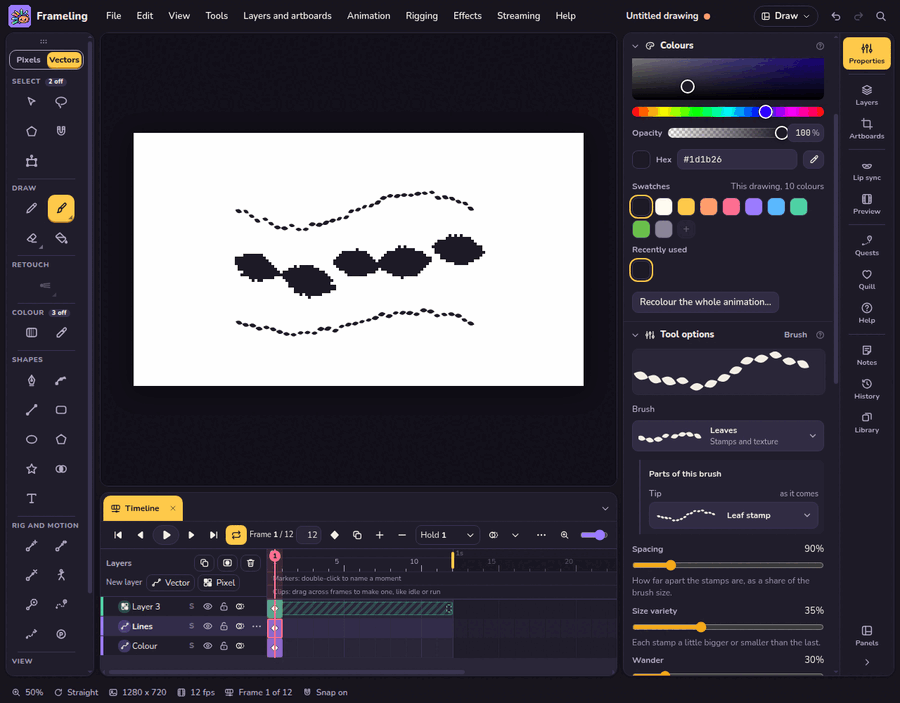 Frameling File Edit View Tools Layers and artboards Animation Rigging Effects Streaming Help Untitled drawing Draw
Pixels Vectors
SELECT 2 off
DRAW
RETOUCH
COLOUR 3 off
SHAPES
RIG AND MOTION
VIEW
Timeline
Frame 1 / 12 12 Hold 1
Layers
New layer Vector Pixel
1 5 10 1s 15 20
Markers: double-click to name a moment
Clips: drag across frames to make one, like idle or run
Layer 3 S
Lines S
Colour S
Colours
Opacity 100 %
Hex #1d1b26
Swatches This drawing, 10 colours
Recently used
Recolour the whole animation...
Tool options Brush
Brush
Leaves
Stamps and texture
Parts of this brush
Tip as it comes
Leaf stamp
Spacing 90%
How far apart the stamps are, as a share of the
brush size.
Size variety 35%
Each stamp a little bigger or smaller than the last.
Wander 30%
Properties
Layers
Artboards
Lip sync
Preview
Quests
Quill
Help
Notes
History
Library
Panels
50% Straight 1280 x 720 12 fps Frame 1 of 12 Snap on